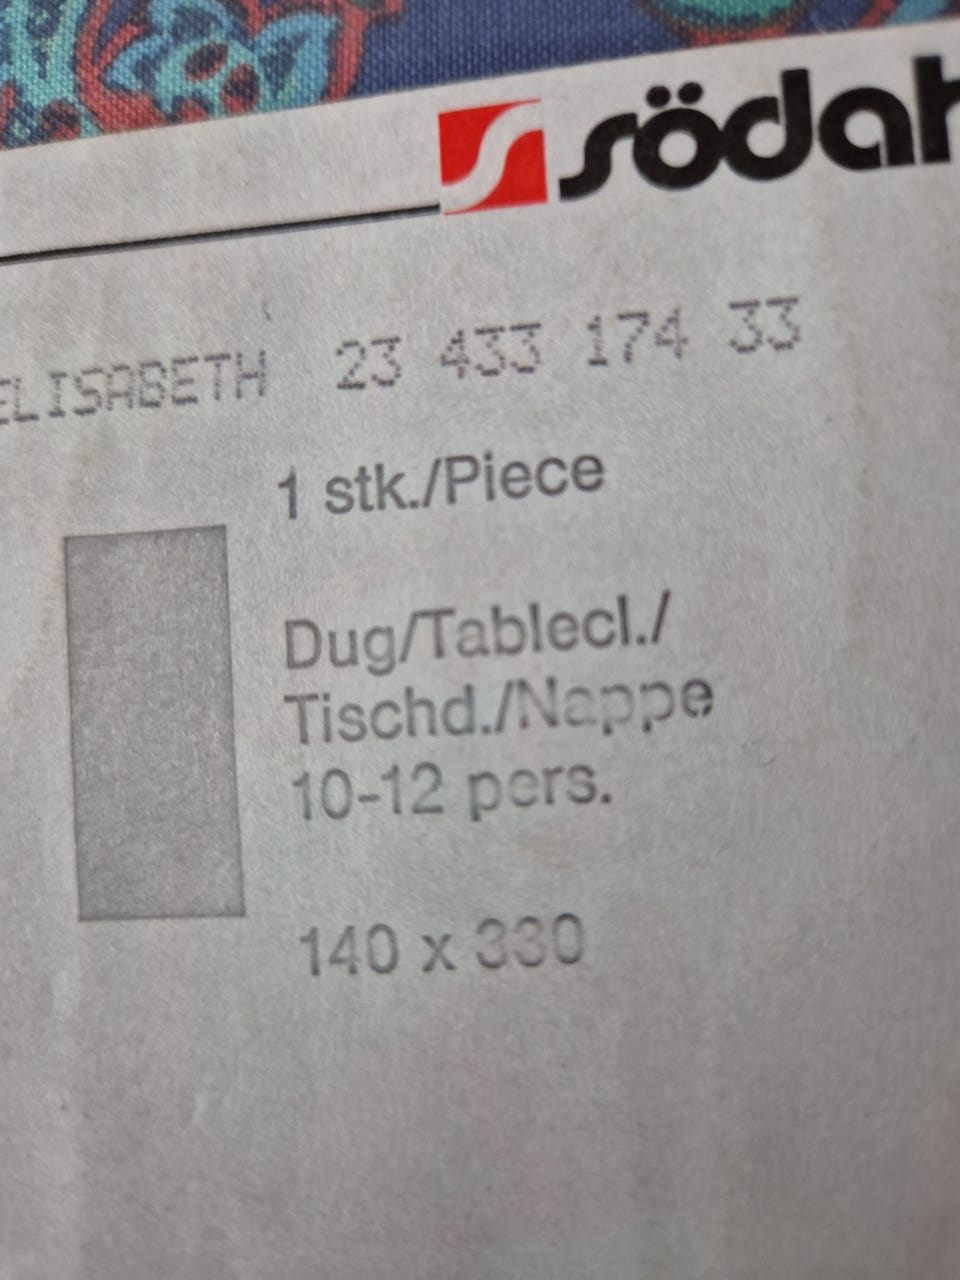 södah
ELISABETH 23 433 174 33
1 stk./Piece
Dug/Tablecl./
Tischd./Nappe
10-12 pers.
140 x 330